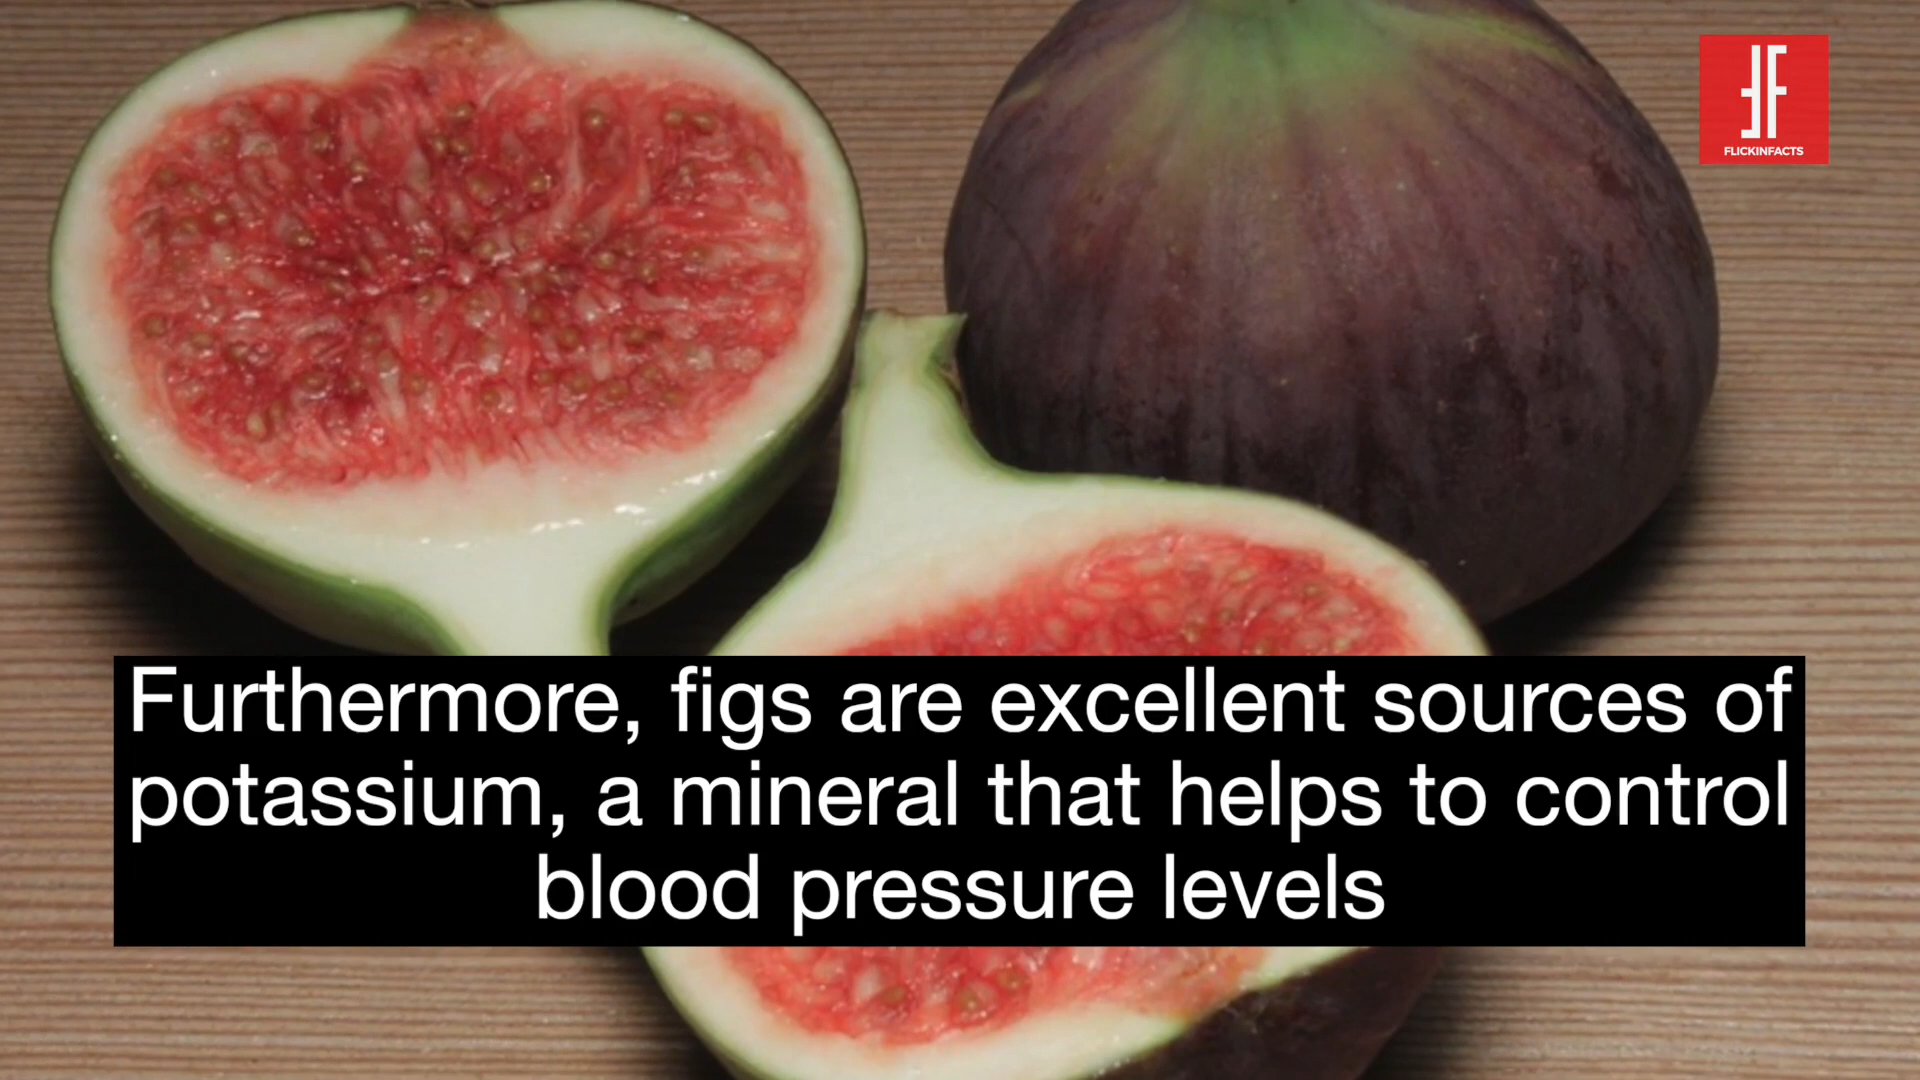 FLICKINFACTS
Furthermore, figs are excellent sources of
potassium, a mineral that helps to control
blood pressure levels